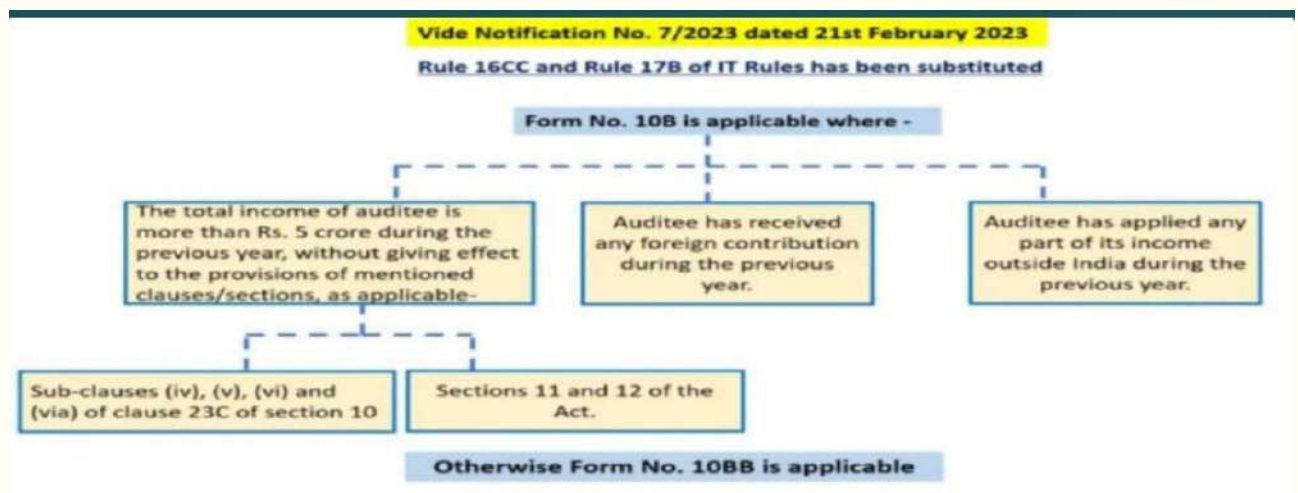 Vide Notification No. 7/2023 dated 21st February 2023
Rule 16CC and Rule 17B of IT Rules has been substituted
Form No. 10B is applicable where -
The total income of auditee is
more than Rs. 5 crore during the
previous year, without giving effect
to the provisions of mentioned
clauses/sections, as applicable-
Auditee has received
any foreign contribution
during the previous
year.
Auditee has applied any
part of its income
outside India during the
previous year.
Sub-clauses (iv), (v), (vi) and
(via) of clause 23C of section 10
Sections 11 and 12 of the
Act.
Otherwise Form No. 10BB is applicable